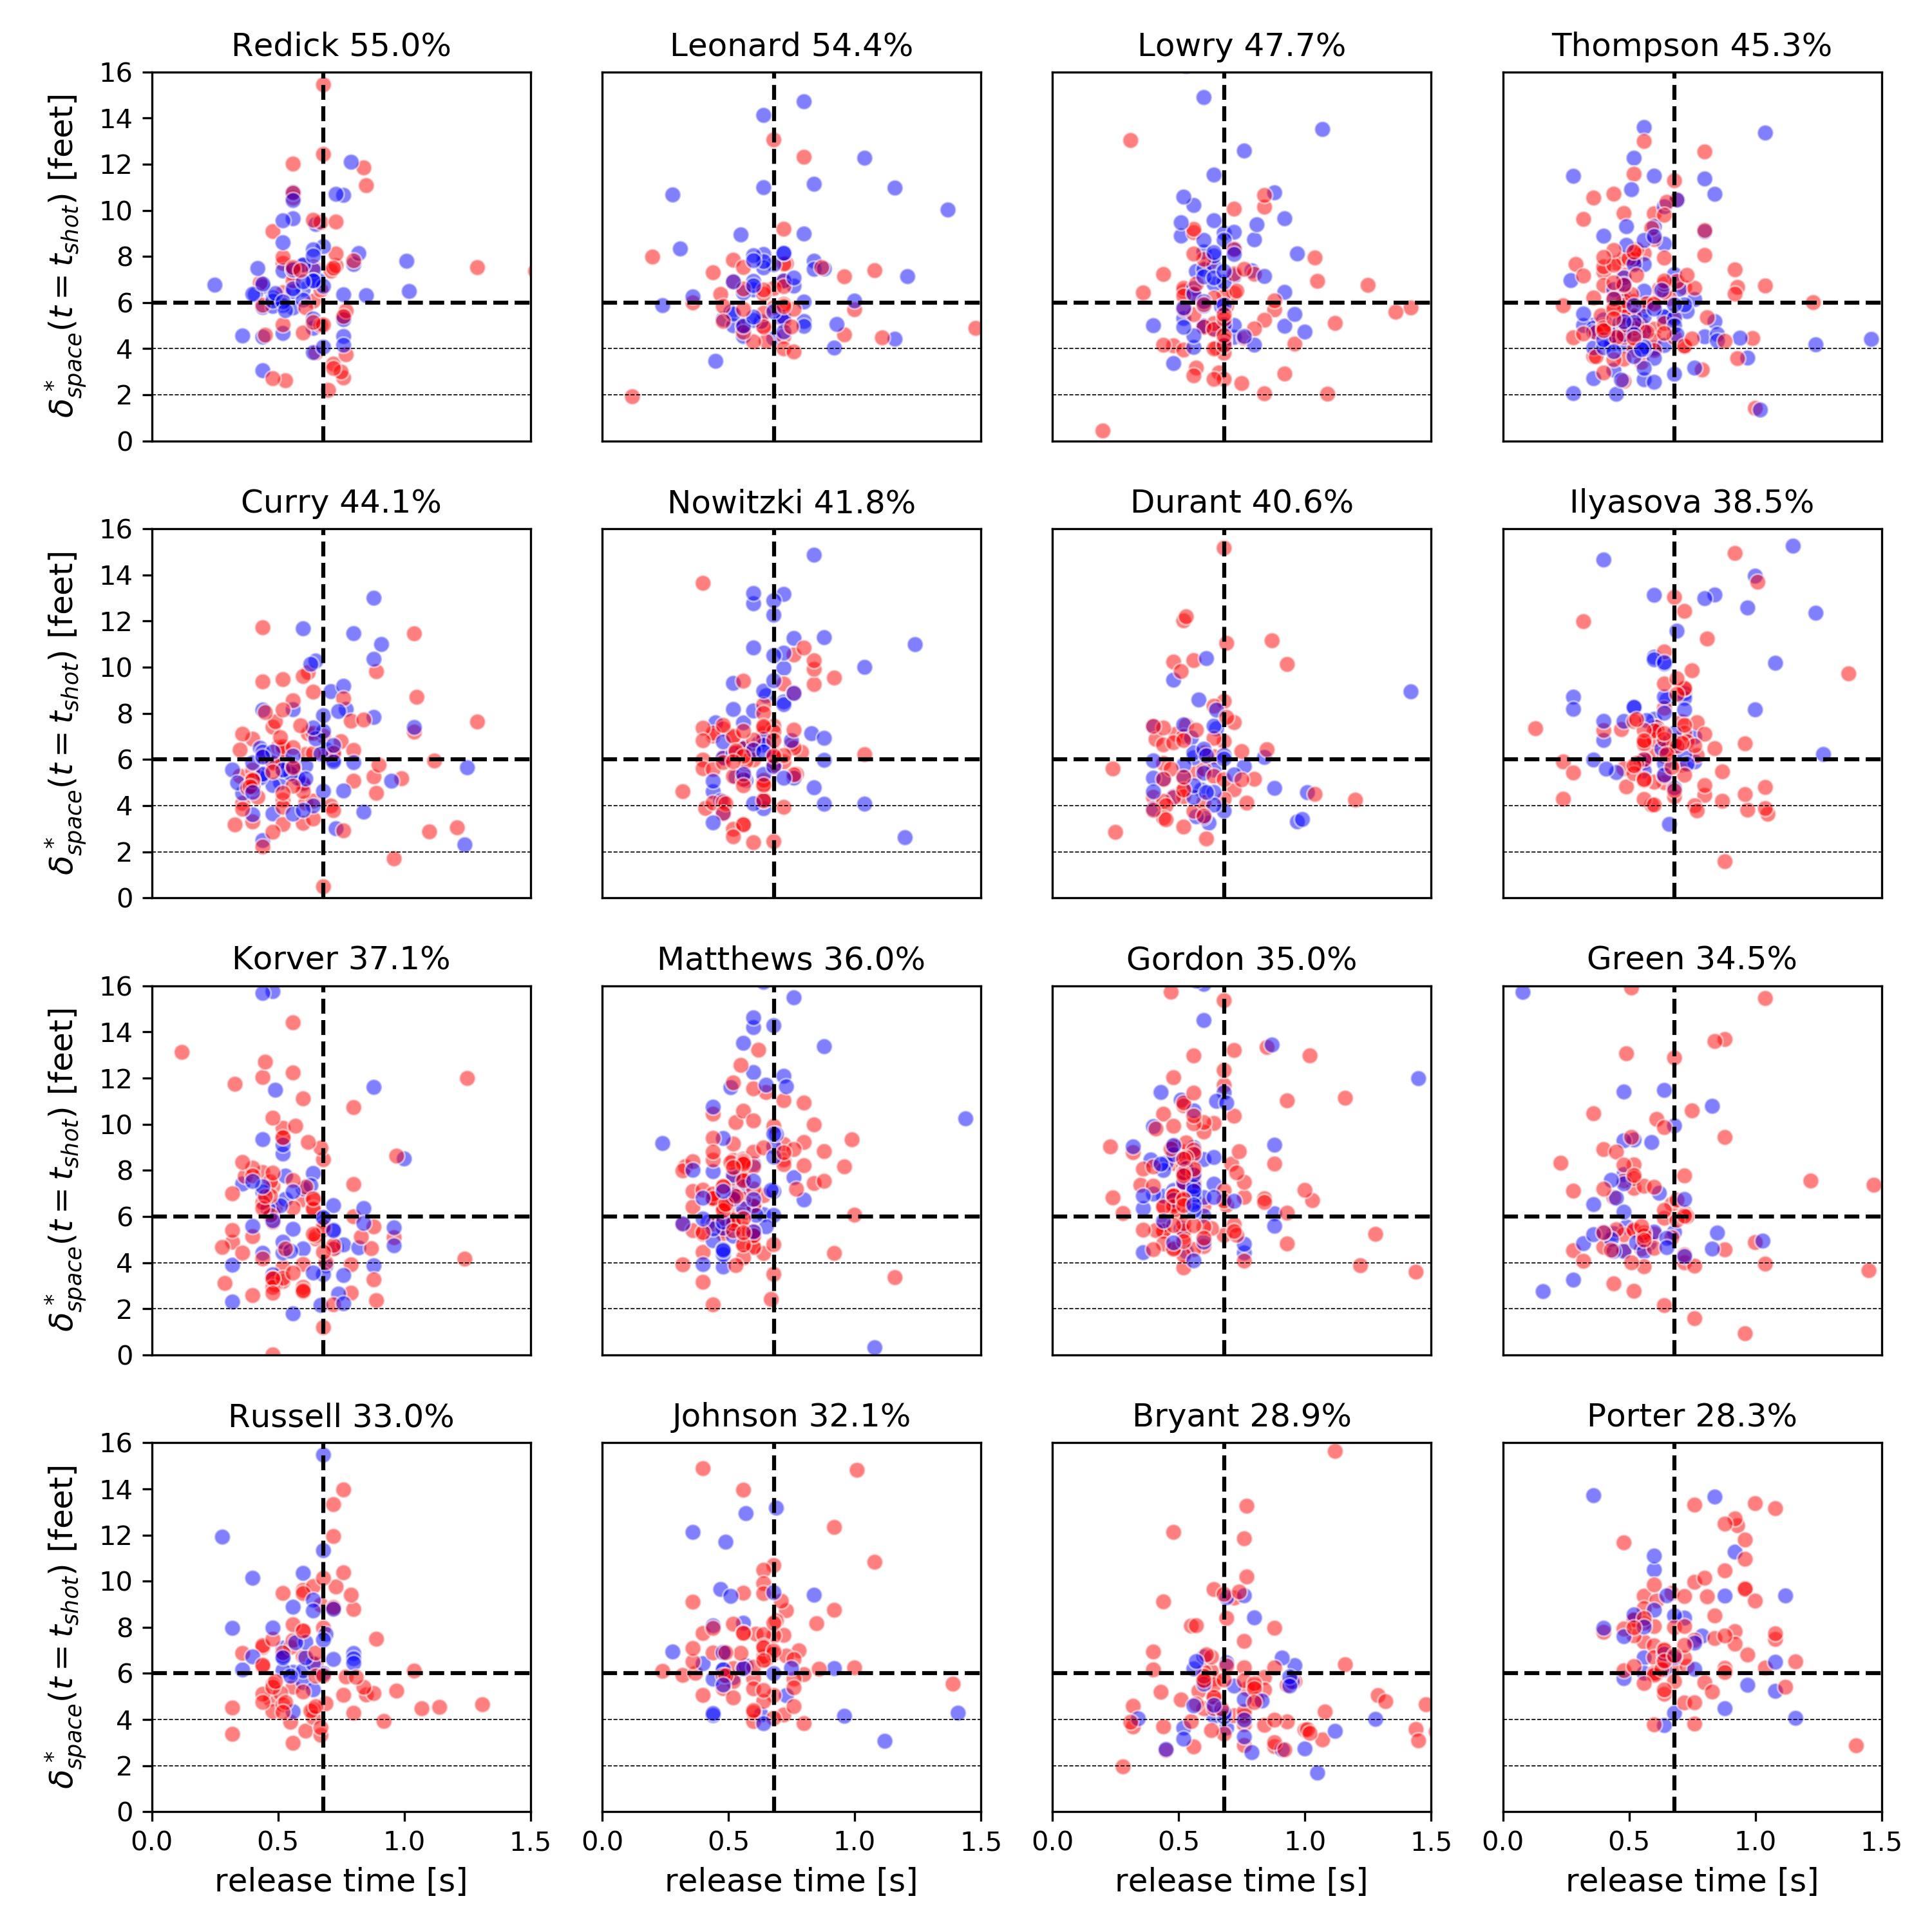 Redick 55.0%
Leonard 54.4%
Lowry 47.7%
Thompson 45.3%
δ*space(t = tshot) [feet]
16
14
12
10
8
6
4
2
0
Curry 44.1%
Nowitzki 41.8%
Durant 40.6%
Ilyasova 38.5%
δ*space(t = tshot) [feet]
16
14
12
10
8
6
4
2
0
Korver 37.1%
Matthews 36.0%
Gordon 35.0%
Green 34.5%
δ*space(t = tshot) [feet]
16
14
12
10
8
6
4
2
0
Russell 33.0%
Johnson 32.1%
Bryant 28.9%
Porter 28.3%
δ*space(t = tshot) [feet]
16
14
12
10
8
6
4
2
0
0.0 0.5 1.0 1.5
0.0 0.5 1.0 1.5
0.0 0.5 1.0 1.5
0.0 0.5 1.0 1.5
release time [s]
release time [s]
release time [s]
release time [s]